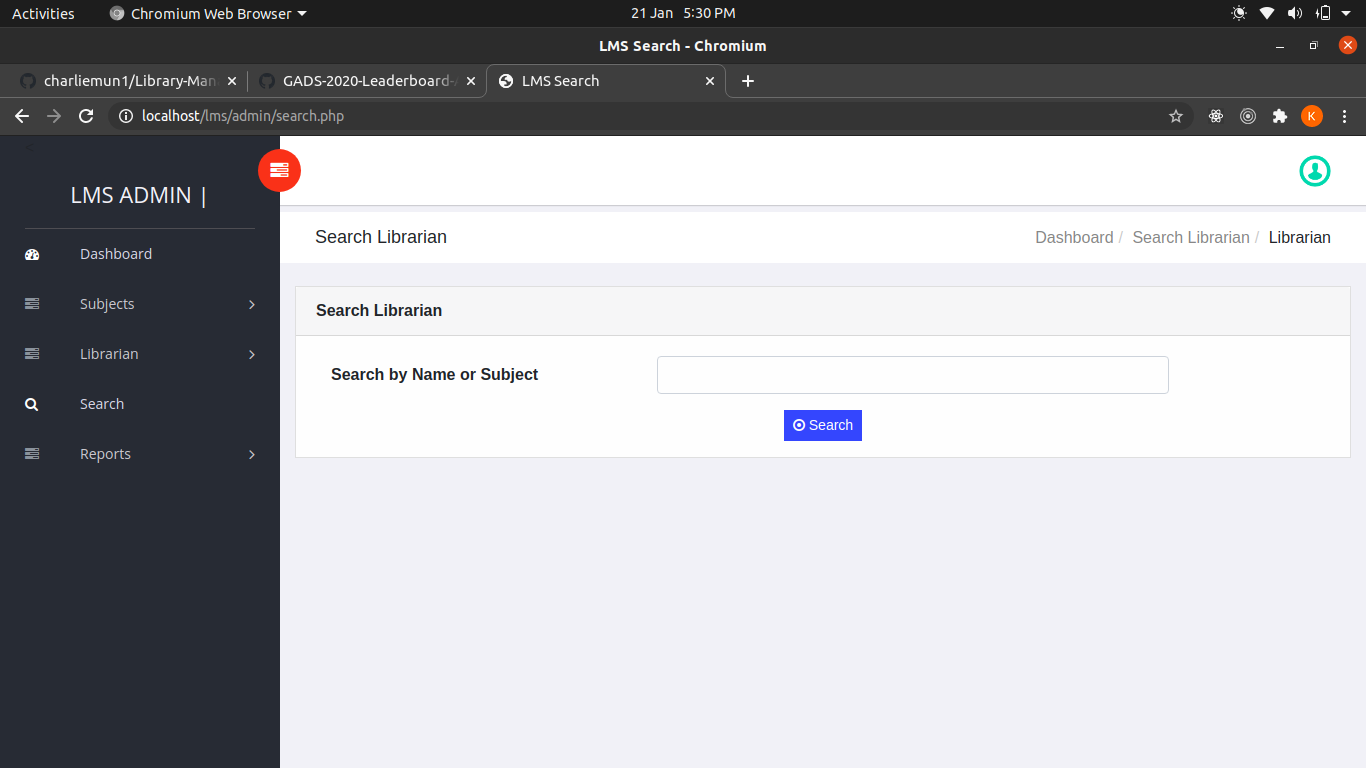 Activities Chromium Web Browser 21 Jan 5:30 PM
LMS Search - Chromium
charliemun1/Library-Man GADS-2020-Leaderboard- LMS Search
localhost/lms/admin/search.php K
<
LMS ADMIN |
Dashboard
Subjects
Librarian
Search
Reports
Search Librarian Dashboard / Search Librarian / Librarian
Search Librarian
Search by Name or Subject
Search